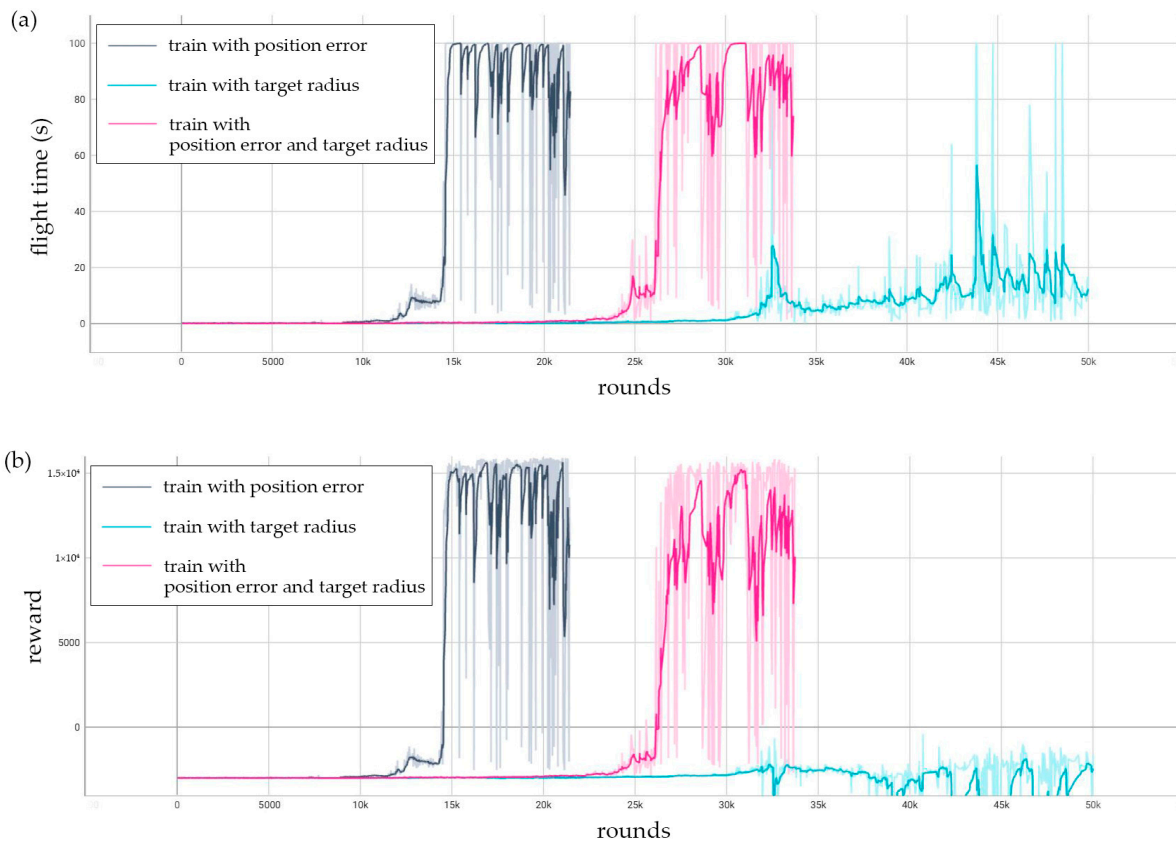 (a)
train with position error
train with target radius
train with
position error and target radius
flight time (s)
100
80
60
40
20
0
0 5000 10k 15k 20k 25k 30k 35k 40k 45k 50k
rounds
(b)
train with position error
train with target radius
train with
position error and target radius
reward
1.5×10⁴
1×10⁴
5000
0
0 5000 10k 15k 20k 25k 30k 35k 40k 45k 50k
rounds